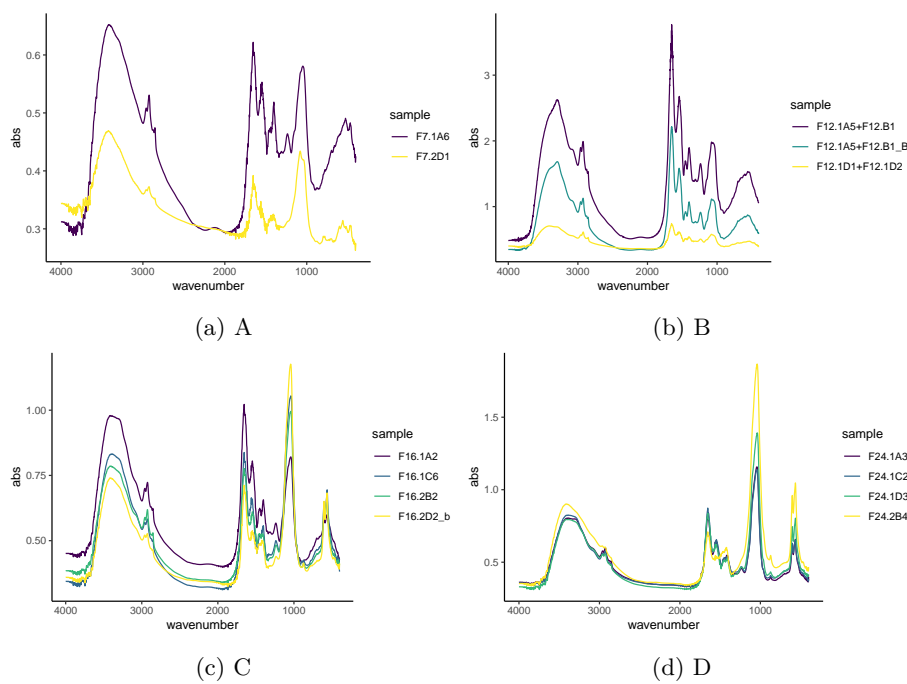 0.6
0.5
0.4
0.3
abs
4000 3000 2000 1000
wavenumber
sample
F7.1A6
F7.2D1
(a) A
3
2
1
abs
4000 3000 2000 1000
wavenumber
sample
F12.1A5+F12.B1
F12.1A5+F12.B1_B
F12.1D1+F12.1D2
(b) B
1.00
0.75
0.50
abs
4000 3000 2000 1000
wavenumber
sample
F16.1A2
F16.1C6
F16.2B2
F16.2D2_b
(c) C
1.5
1.0
0.5
abs
4000 3000 2000 1000
wavenumber
sample
F24.1A3
F24.1C2
F24.1D3
F24.2B4
(d) D